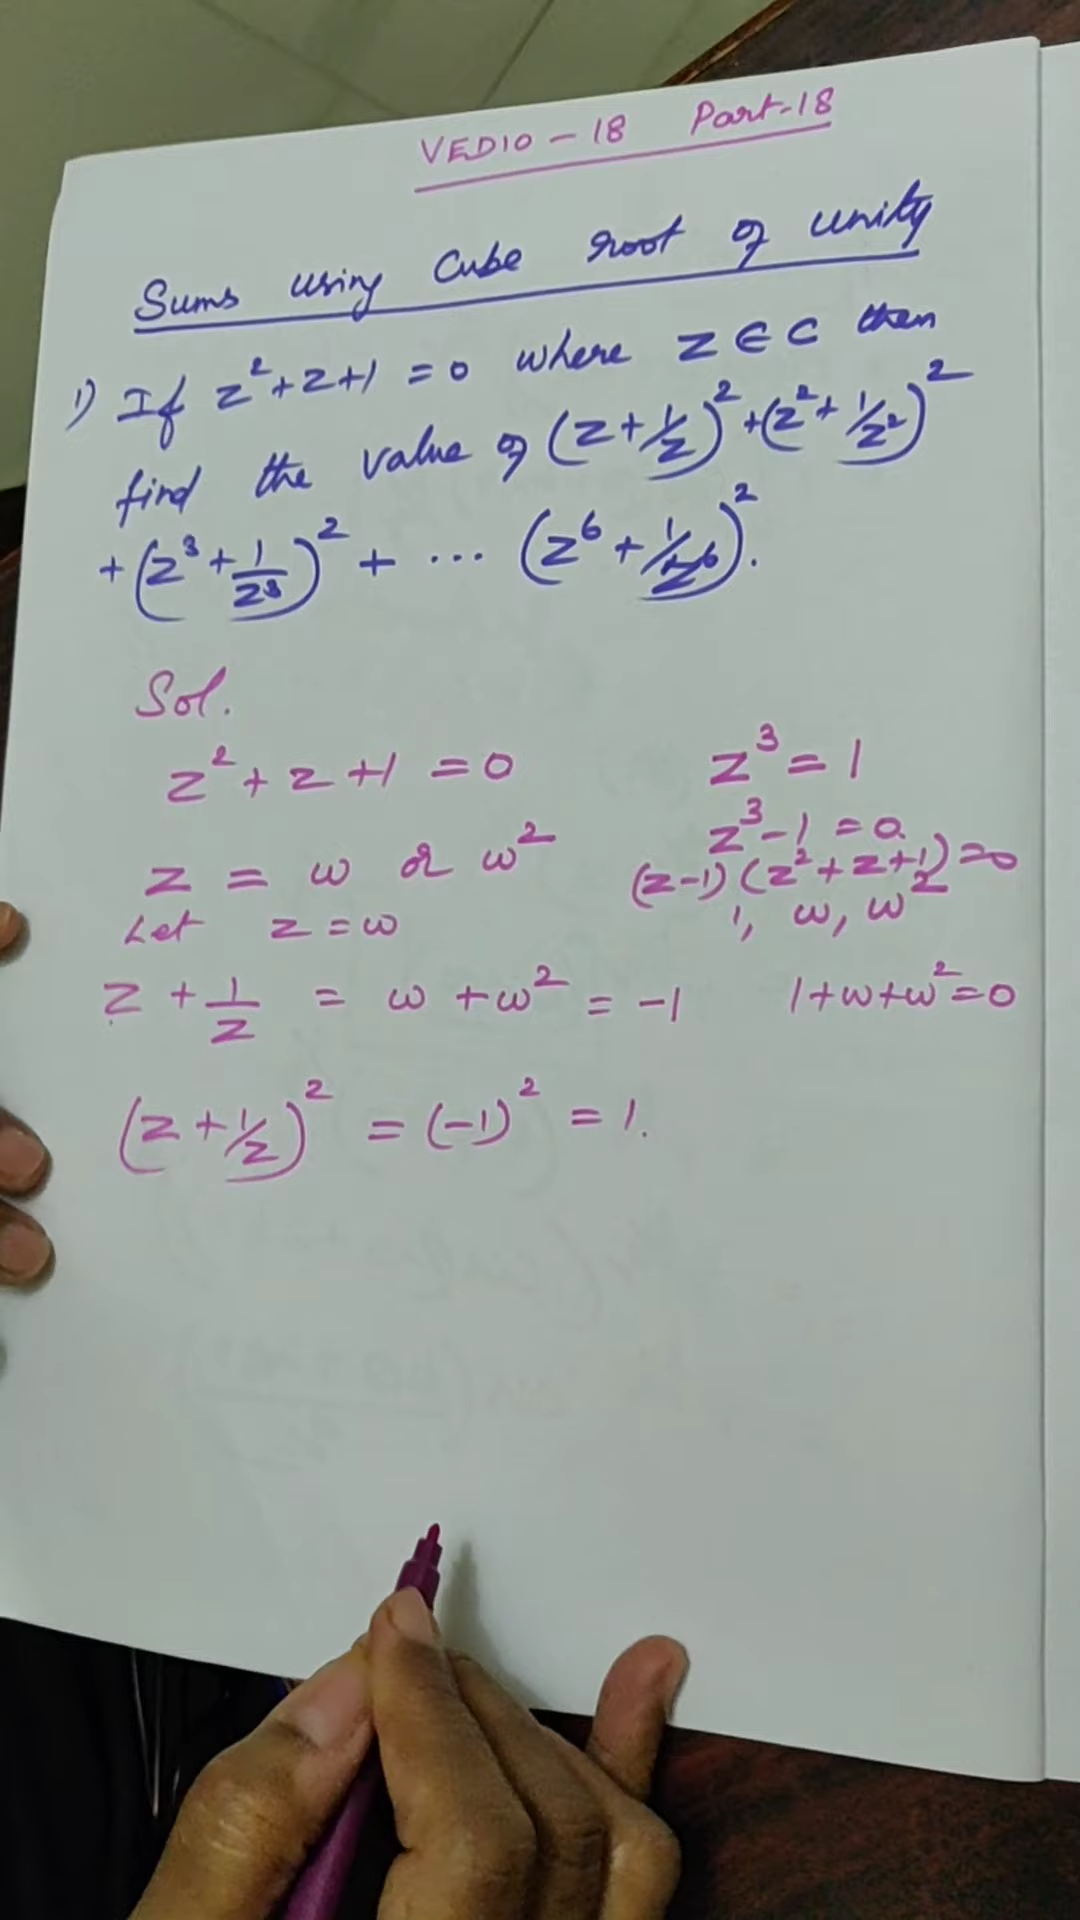 VEDIO - 18 Part-18
Sums using Cube root of unity
1) If z²+z+1 = 0 where z ∈ C then
find the value of (z+1/z)²+(z²+1/z²)²
+(z³+1/z³)² + ... (z⁶+1/z⁶)².
Sol.
z²+z+1 = 0
z = ω or ω²
Let z = ω
z + 1/z = ω + ω² = -1
(z+1/z)² = (-1)² = 1.
z³ = 1
z³-1 = 0
(z-1)(z²+z+1)=0
1, ω, ω²
1+ω+ω²=0